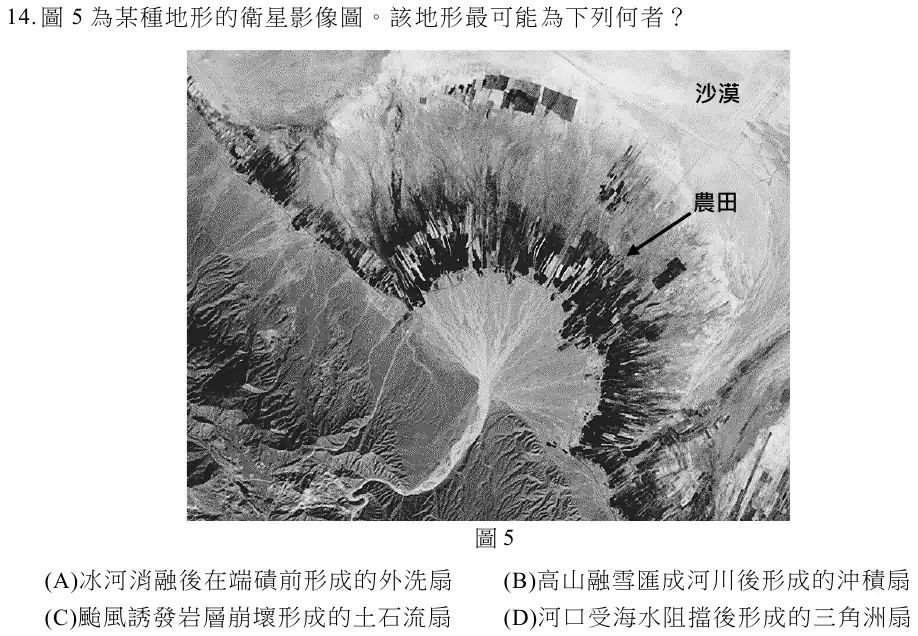 14.圖 5 為某種地形的衛星影像圖。該地形最可能為下列何者？
沙漠
農田
圖 5
(A)冰河消融後在端磧前形成的外洗扇
(B)高山融雪匯成河川後形成的沖積扇
(C)颱風誘發岩層崩壞形成的土石流扇
(D)河口受海水阻擋後形成的三角洲扇